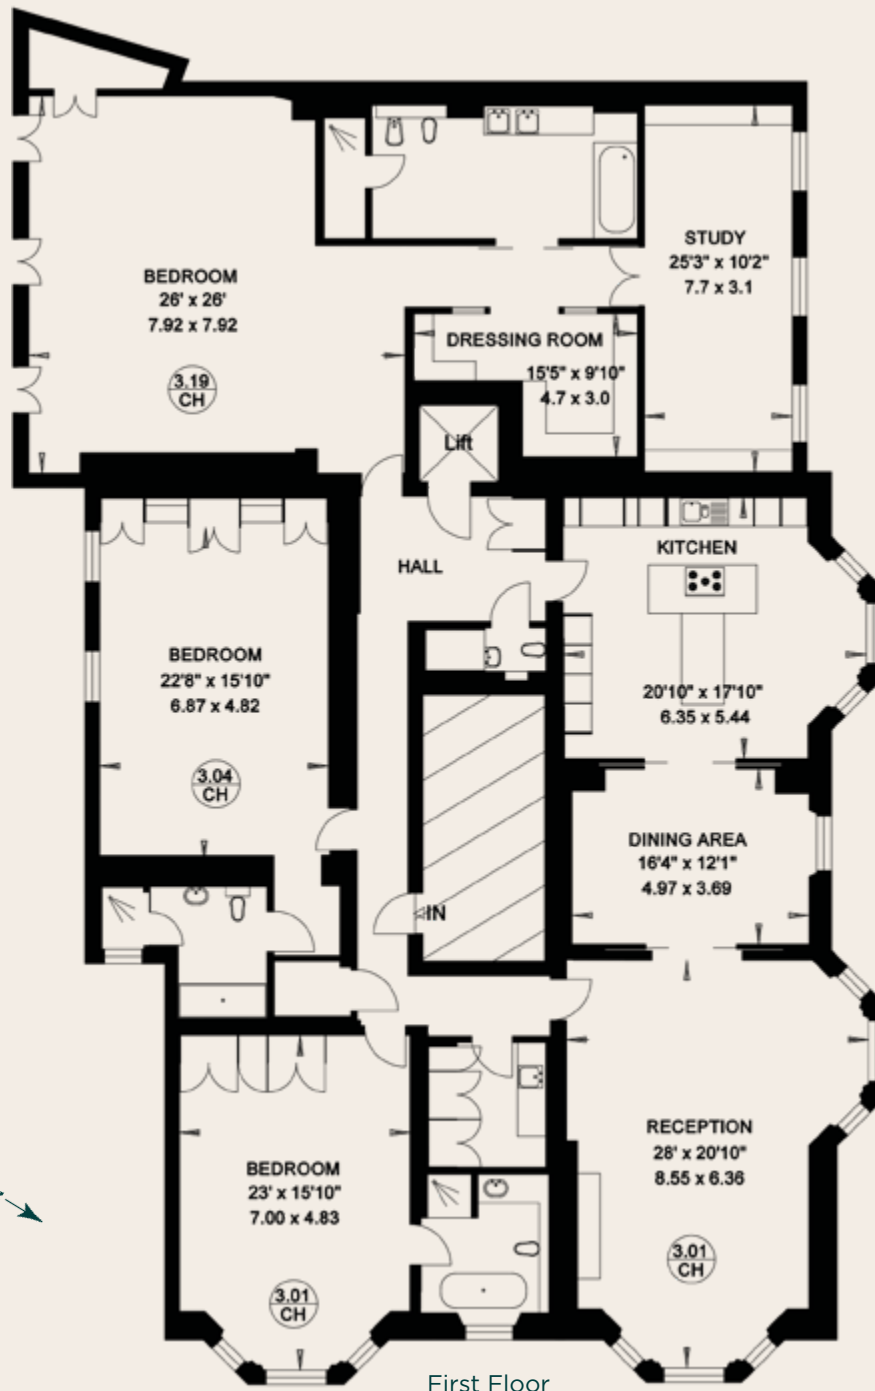 BEDROOM
26' x 26'
7.92 x 7.92
3.19
CH
STUDY
25'3" x 10'2"
7.7 x 3.1
DRESSING ROOM
15'5" x 9'10"
4.7 x 3.0
Lift
HALL
KITCHEN
20'10" x 17'10"
6.35 x 5.44
BEDROOM
22'8" x 15'10"
6.87 x 4.82
3.04
CH
DINING AREA
16'4" x 12'1"
4.97 x 3.69
IN
RECEPTION
28' x 20'10"
8.55 x 6.36
3.01
CH
BEDROOM
23' x 15'10"
7.00 x 4.83
3.01
CH
First Floor